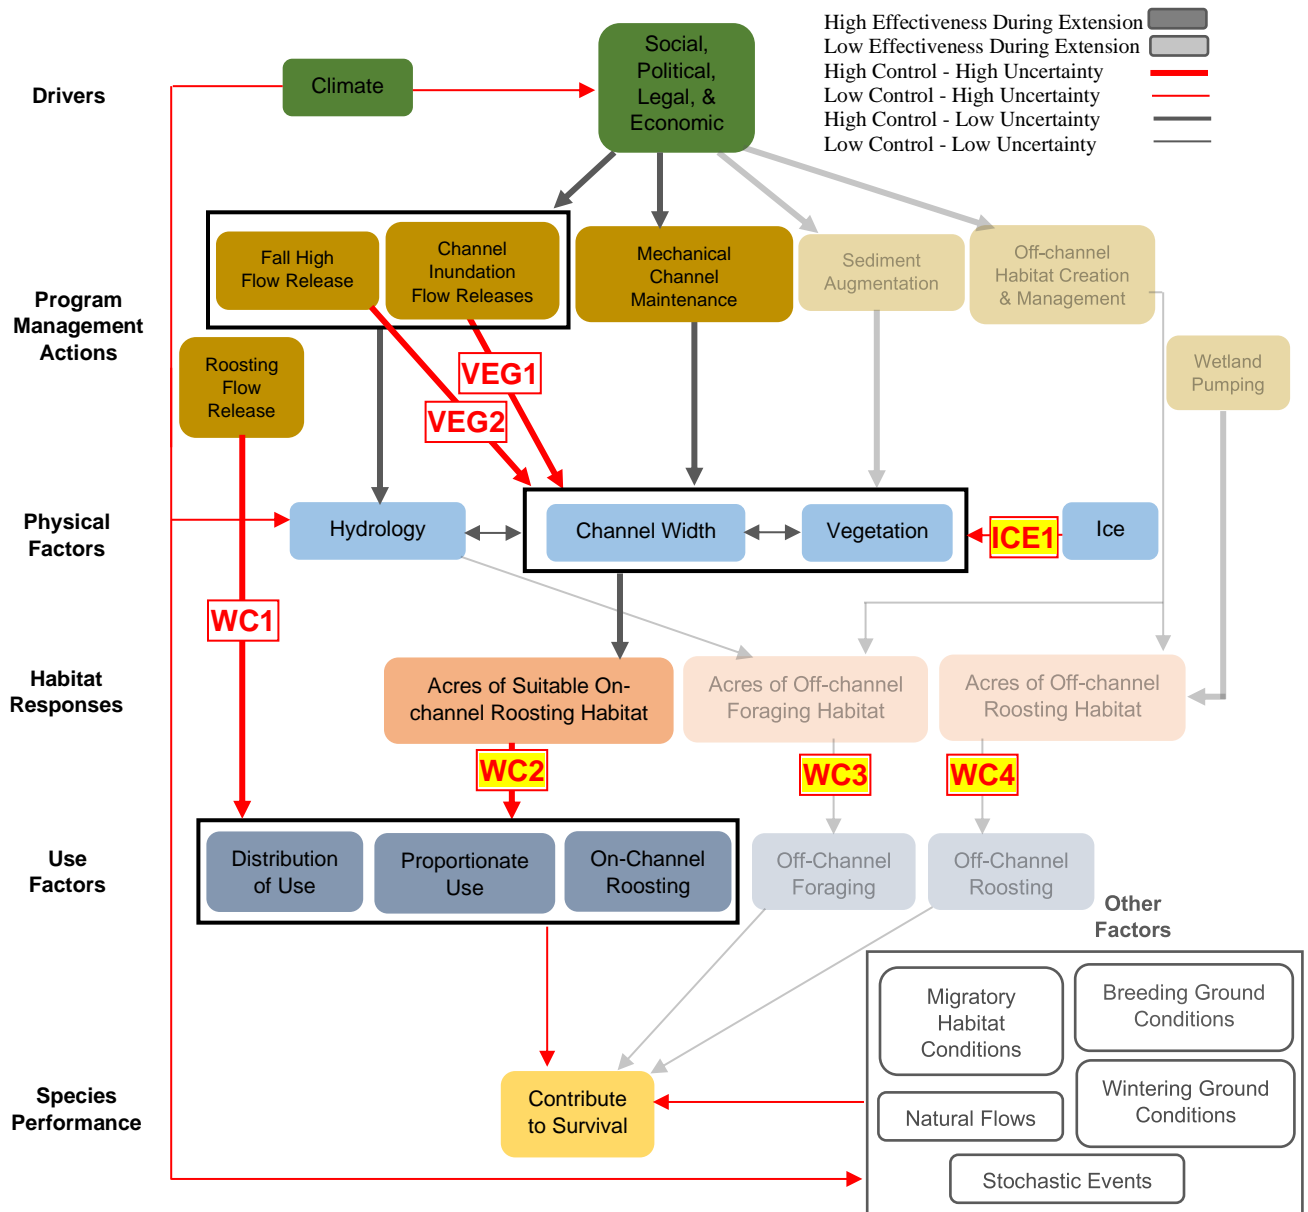 High Effectiveness During Extension
Low Effectiveness During Extension
High Control - High Uncertainty
Low Control - High Uncertainty
High Control - Low Uncertainty
Low Control - Low Uncertainty
Drivers
Climate
Social,
Political,
Legal, &
Economic
Program
Management
Actions
Fall High
Flow Release
Channel
Inundation
Flow Releases
Mechanical
Channel
Maintenance
Sediment
Augmentation
Off-channel
Habitat Creation
& Management
Roosting
Flow
Release
Wetland
Pumping
VEG1
VEG2
Physical
Factors
Hydrology
Channel Width
Vegetation
ICE1
Ice
WC1
Habitat
Responses
Acres of Suitable On-
channel Roosting Habitat
Acres of Off-channel
Foraging Habitat
Acres of Off-channel
Roosting Habitat
WC2
WC3
WC4
Use
Factors
Distribution
of Use
Proportionate
Use
On-Channel
Roosting
Off-Channel
Foraging
Off-Channel
Roosting
Other
Factors
Migratory
Habitat
Conditions
Breeding Ground
Conditions
Natural Flows
Wintering Ground
Conditions
Stochastic Events
Species
Performance
Contribute
to Survival